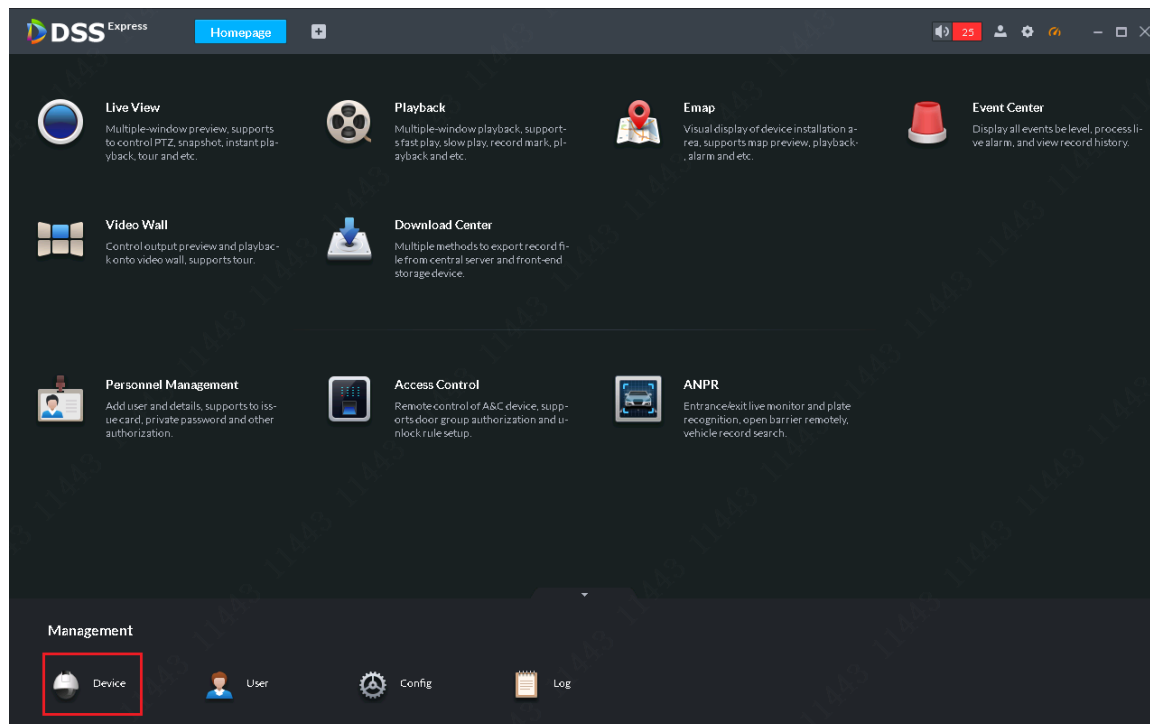 DSS Express
Homepage
25
Live View
Multiple-window preview, supports
to control PTZ, snapshot, instant pla-
yback, tour and etc.
Playback
Multiple-window playback, support-
s fast play, slow play, record mark, pl-
ayback and etc.
Emap
Visual display of device installation a-
rea, supports map preview, playback-
, alarm and etc.
Event Center
Display all events be level, process li-
ve alarm, and view record history.
Video Wall
Control output preview and playbac-
k onto video wall, supports tour.
Download Center
Multiple methods to export record fi-
le from central server and front-end
storage device.
Personnel Management
Add user and details, supports to iss-
ue card, private password and other
authorization.
Access Control
Remote control of A&C device, supp-
orts door group authorization and u-
nlock rule setup.
ANPR
Entrance/exit live monitor and plate
recognition, open barrier remotely,
vehicle record search.
Management
Device
User
Config
Log